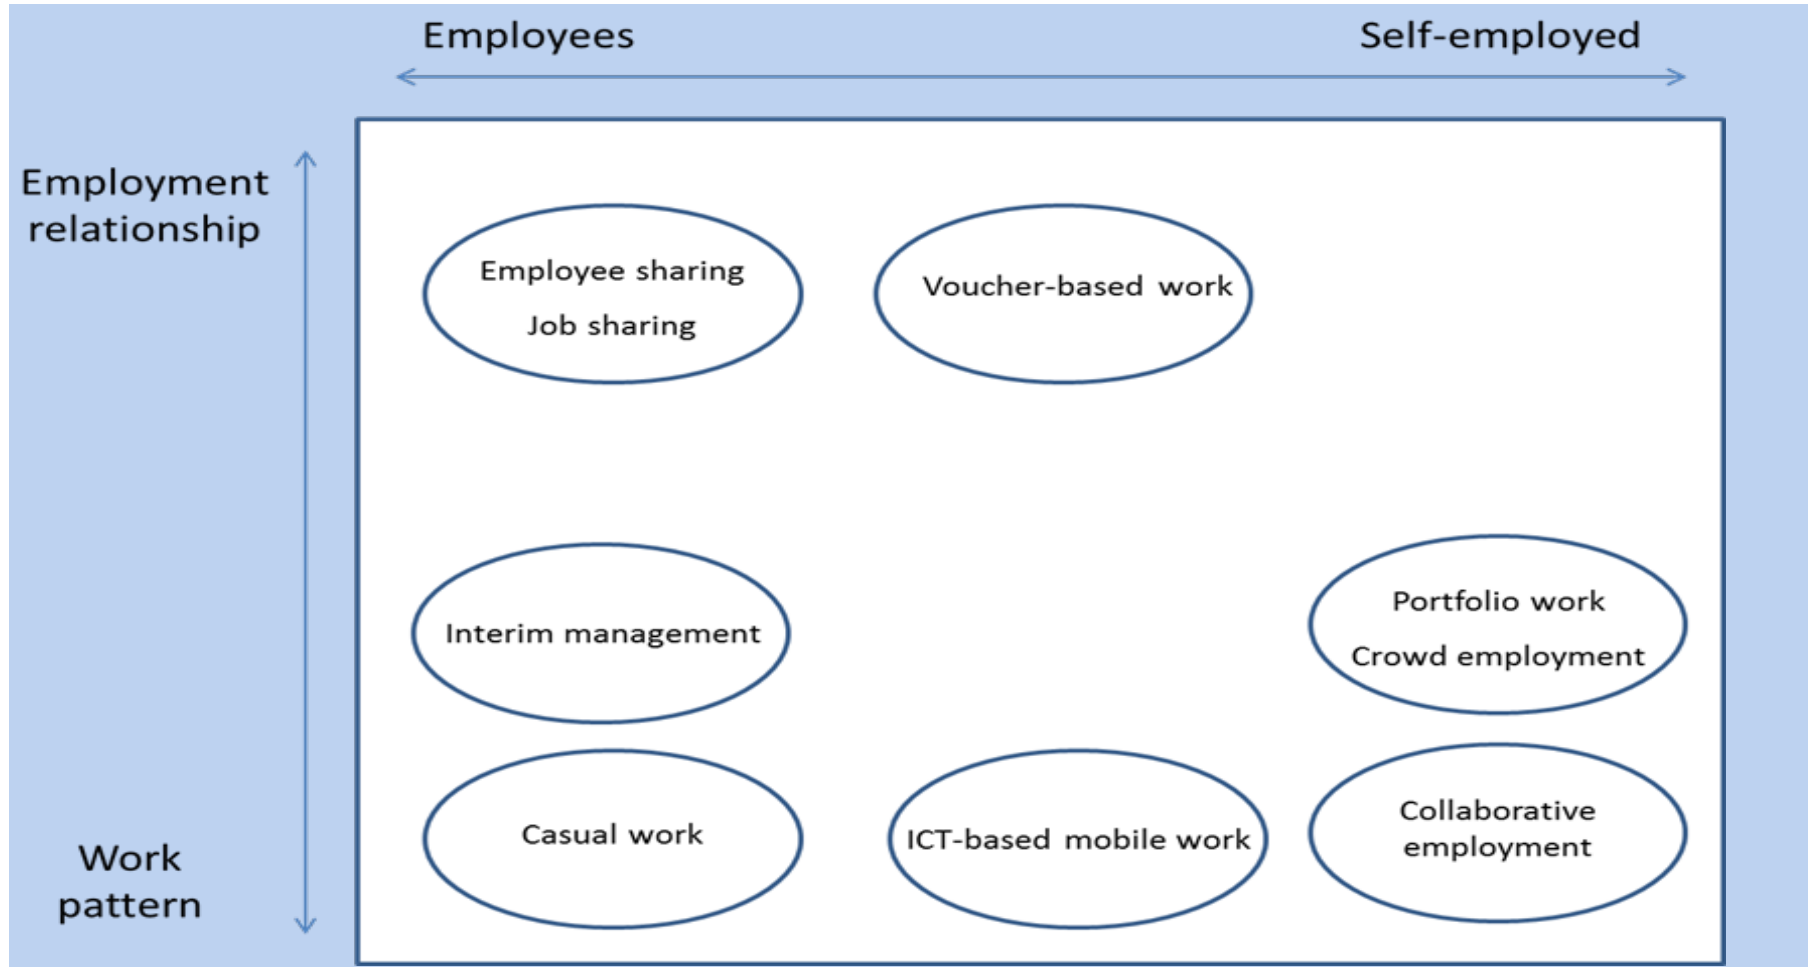 Employees
Self-employed
Employment
relationship
Employee sharing
Job sharing
Voucher-based work
Interim management
Portfolio work
Crowd employment
Casual work
ICT-based mobile work
Collaborative
employment
Work
pattern